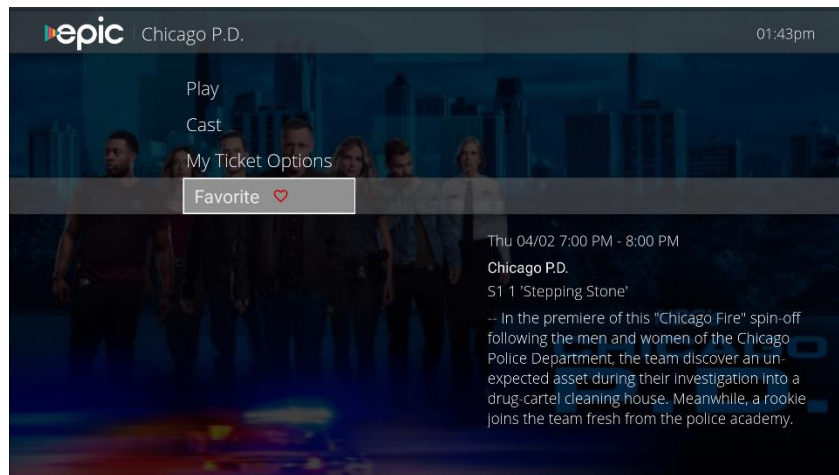 epic Chicago P.D. 01:43pm
Play
Cast
My Ticket Options
Favorite
Thu 04/02 7:00 PM - 8:00 PM
Chicago P.D.
S1 1 'Stepping Stone'
-- In the premiere of this "Chicago Fire" spin-off
following the men and women of the Chicago
Police Department, the team discover an un-
expected asset during their investigation into a
drug-cartel cleaning house. Meanwhile, a rookie
joins the team fresh from the police academy.
CHICAGO
P.D.